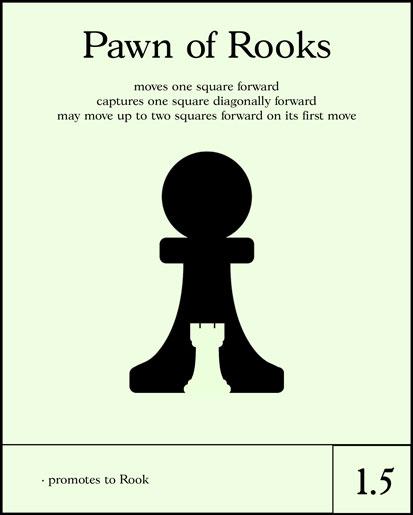 Pawn of Rooks
moves one square forward
captures one square diagonally forward
may move up to two squares forward on its first move
· promotes to Rook
1.5